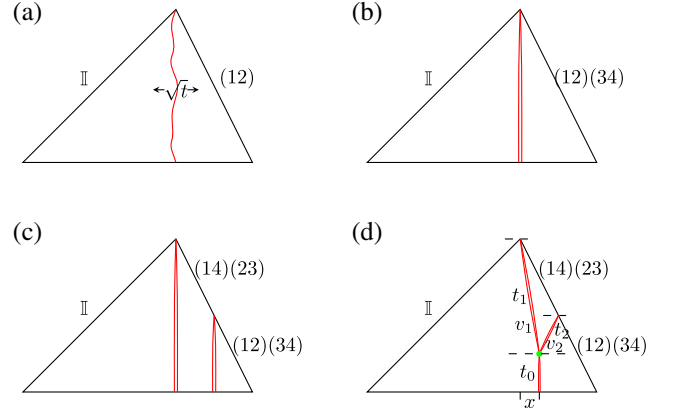 (a)
𝕀
(12)
√t
(b)
𝕀
(12)(34)
(c)
𝕀
(14)(23)
(12)(34)
(d)
𝕀
(14)(23)
t₁
v₁
t₂
v₂
(12)(34)
t₀
x